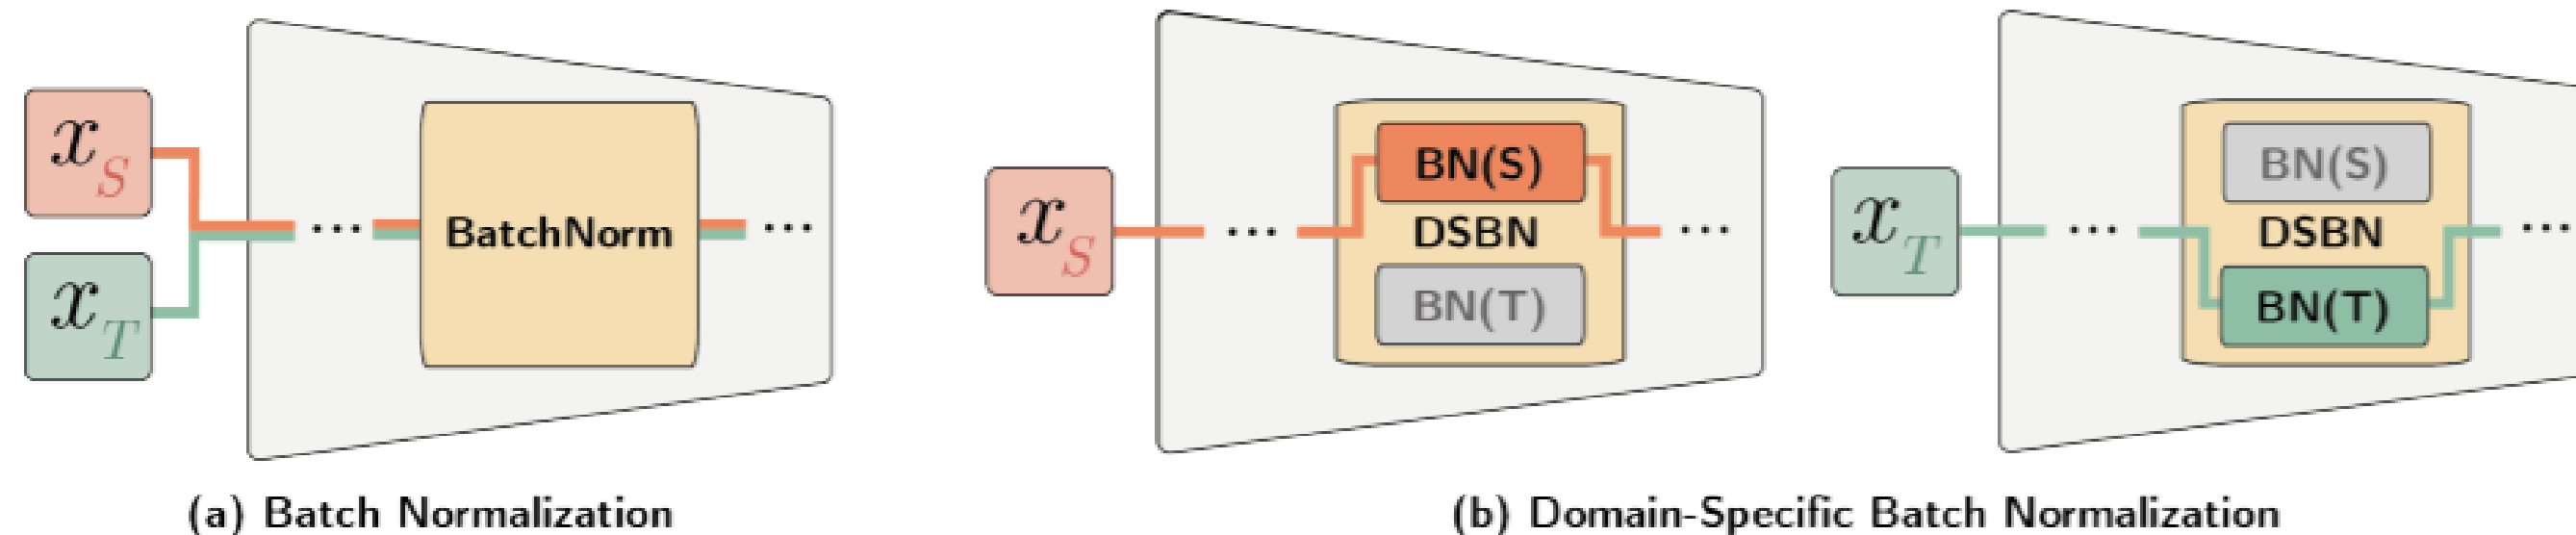 x_S
x_T
... BatchNorm ...
(a) Batch Normalization
x_S
...
BN(S)
DSBN
BN(T)
...
x_T
...
BN(S)
DSBN
BN(T)
...
(b) Domain-Specific Batch Normalization